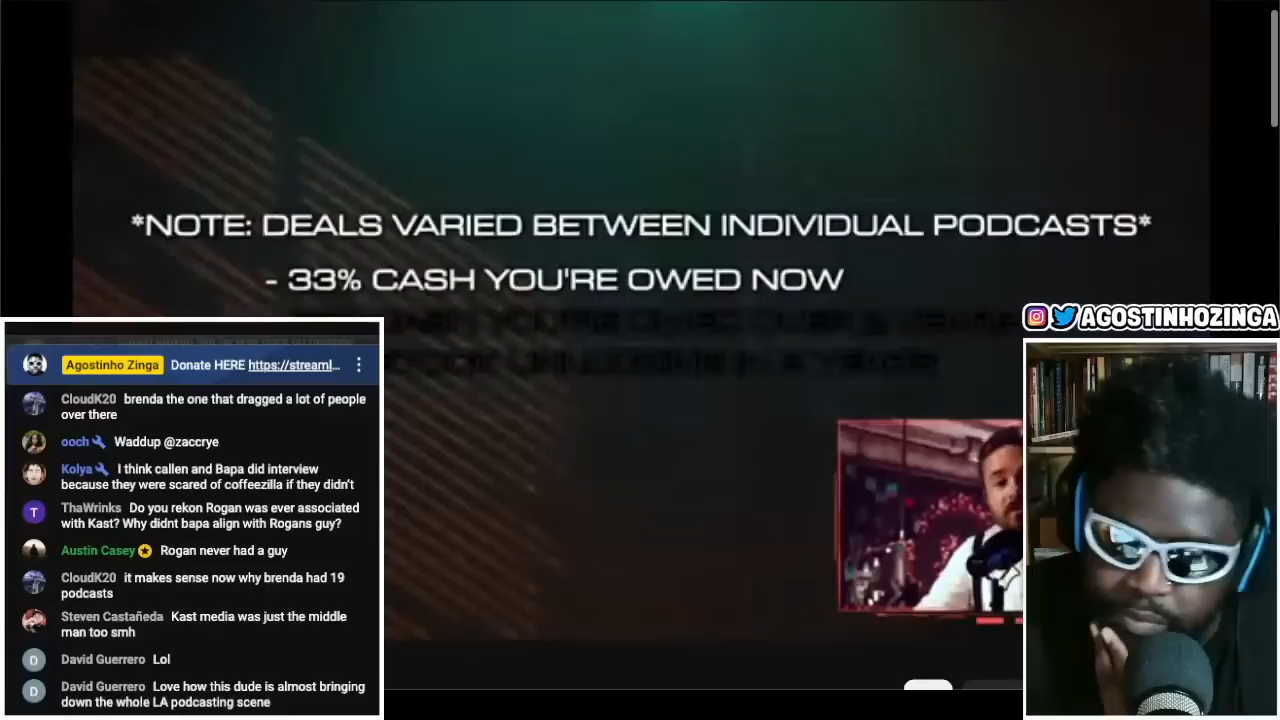 *NOTE: DEALS VARIED BETWEEN INDIVIDUAL PODCASTS*
- 33% CASH YOU'RE OWED NOW
AGOSTINHOZINGA
Agostinho Zinga Donate HERE https://streaml...
CloudK20 brenda the one that dragged a lot of people
over there
ooch Waddup @zaccrye
Kolya I think callen and Bapa did interview
because they were scared of coffeezilla if they didn't
T ThaWrinks Do you rekon Rogan was ever associated
with Kast? Why didnt bapa align with Rogans guy?
Austin Casey Rogan never had a guy
CloudK20 it makes sense now why brenda had 19
podcasts
Steven Castañeda Kast media was just the middle
man too smh
D David Guerrero Lol
D David Guerrero Love how this dude is almost bringing
down the whole LA podcasting scene